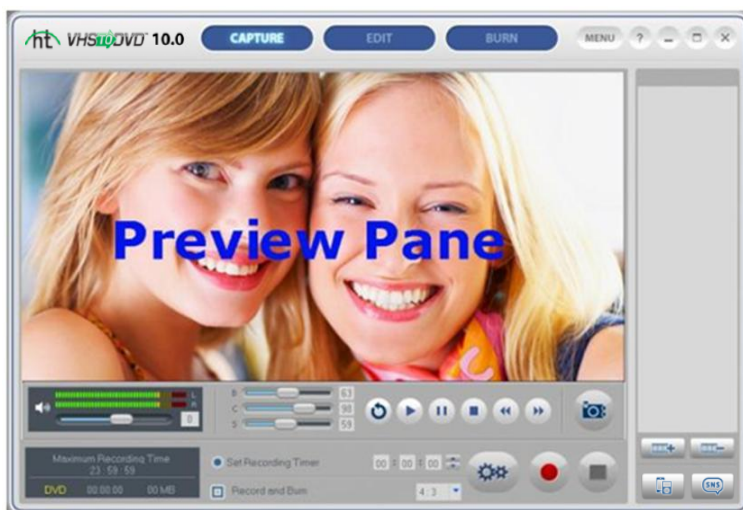 ht VHS TO DVD 10.0 CAPTURE EDIT BURN MENU ?
Preview Pane
L
R
0
B 63
C 90
S 59
Maximum Recording Time
23 : 59 : 59
DVD 00:00:00 00 MB
Set Recording Timer 00 : 00 : 00
Record and Burn 4 : 3
SNS